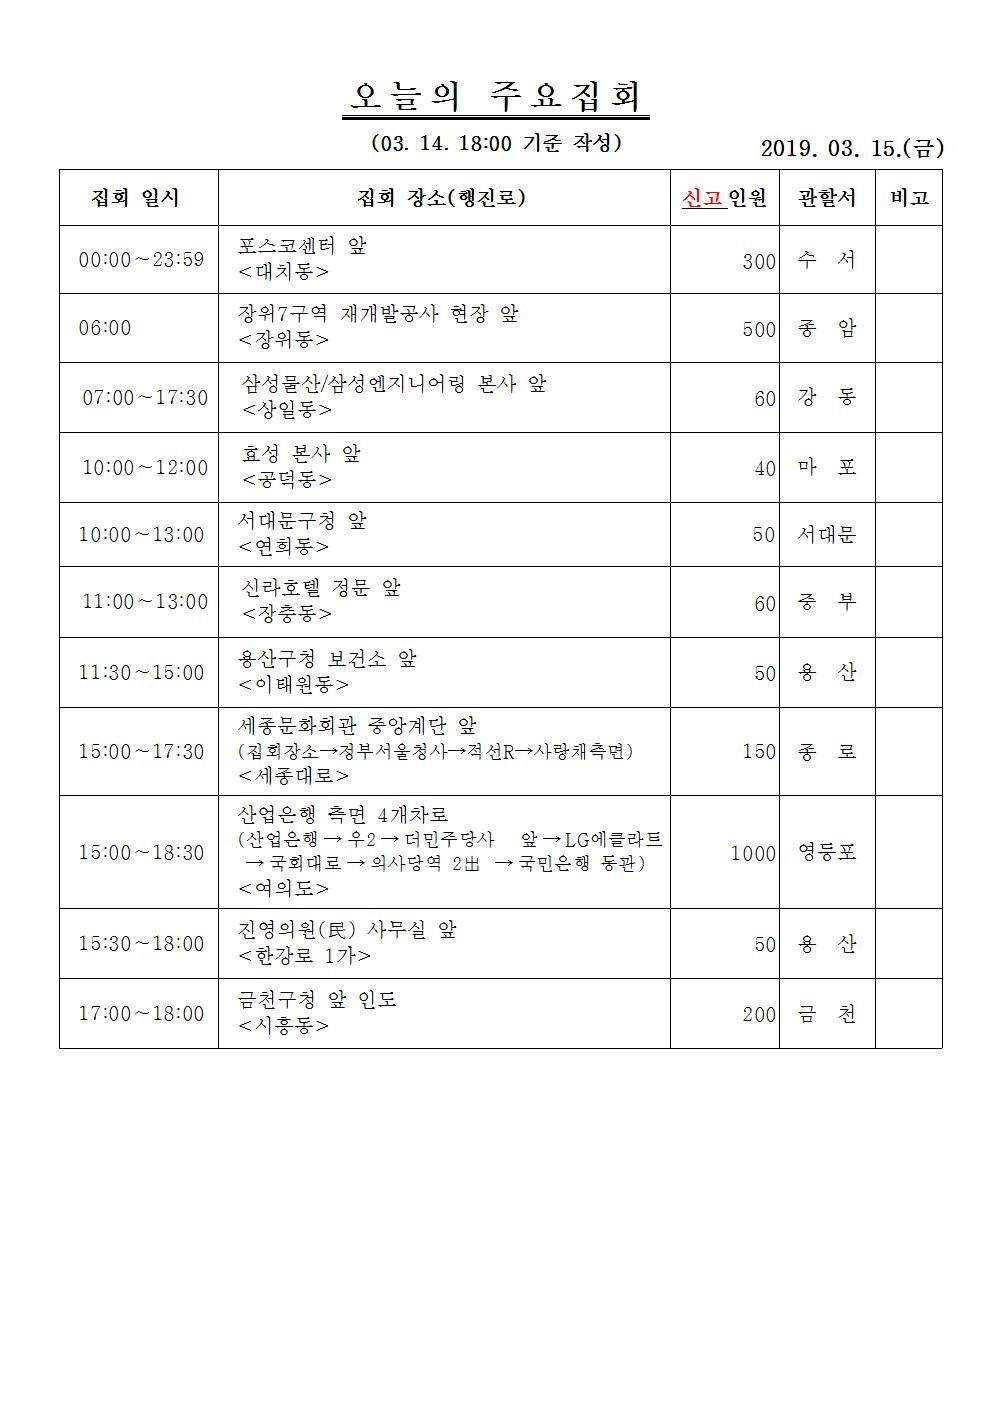 오늘의 주요집회
(03. 14. 18:00 기준 작성)
2019. 03. 15.(금)
집회 일시 집회 장소(행진로) 신고인원 관할서 비고
00:00~23:59 포스코센터 앞 300 수 서
<대치동>
06:00 장위7구역 재개발공사 현장 앞 500 종 암
<장위동>
07:00~17:30 삼성물산/삼성엔지니어링 본사 앞 60 강 동
<상일동>
10:00~12:00 효성 본사 앞 40 마 포
<공덕동>
10:00~13:00 서대문구청 앞 50 서대문
<연희동>
11:00~13:00 신라호텔 정문 앞 60 중 부
<장충동>
11:30~15:00 용산구청 보건소 앞 50 용 산
<이태원동>
세종문화회관 중앙계단 앞
15:00~17:30 (집회장소→정부서울청사→적선R→사랑채측면) 150 종 로
<세종대로>
산업은행 측면 4개차로
(산업은행→우2→더민주당사 앞→LG에클라트
15:00~18:30 →국회대로→의사당역 2出 →국민은행 동관) 1000 영등포
<여의도>
15:30~18:00 진영의원(民) 사무실 앞 50 용 산
<한강로 1가>
17:00~18:00 금천구청 앞 인도 200 금 천
<시흥동>